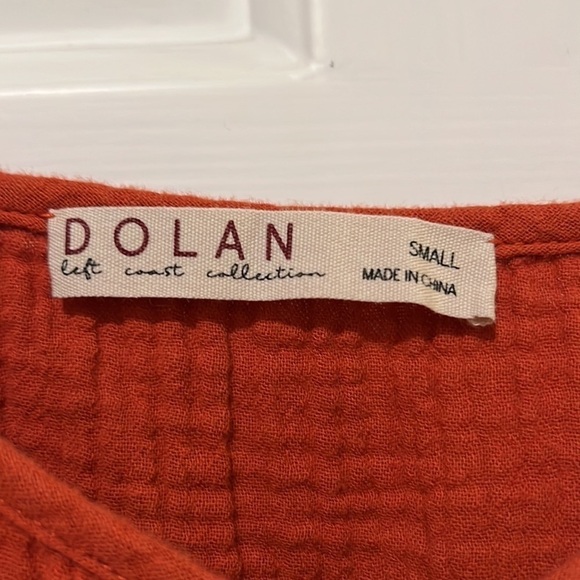 DOLAN
left coast collection
SMALL
MADE IN CHINA